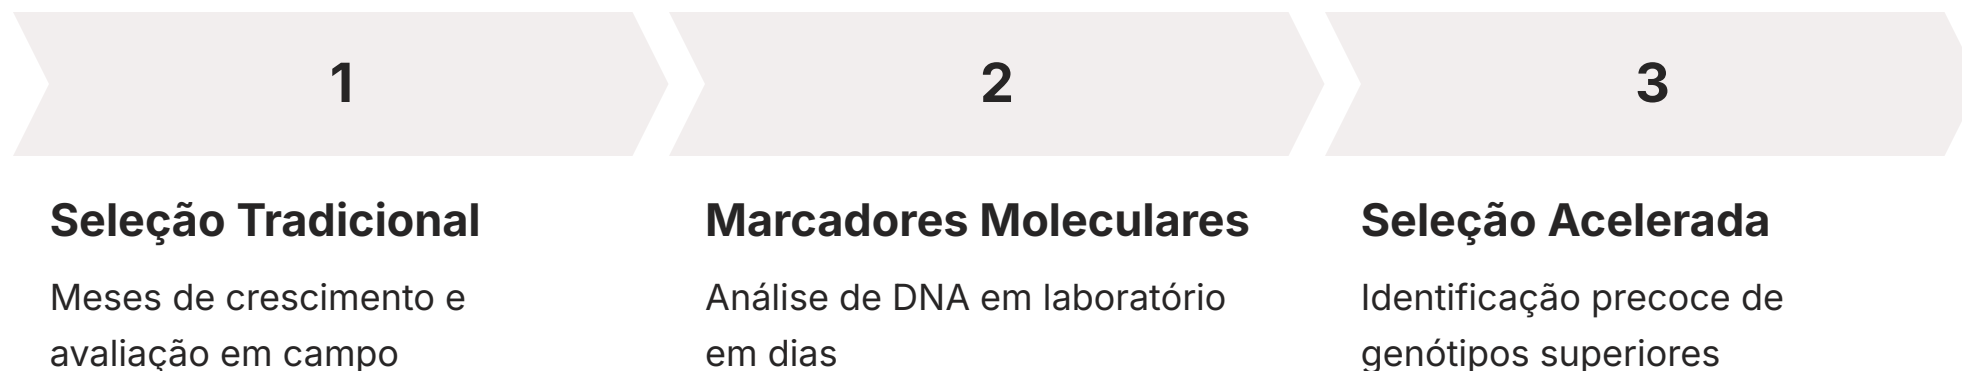 1
Seleção Tradicional
Meses de crescimento e
avaliação em campo
2
Marcadores Moleculares
Análise de DNA em laboratório
em dias
3
Seleção Acelerada
Identificação precoce de
genótipos superiores